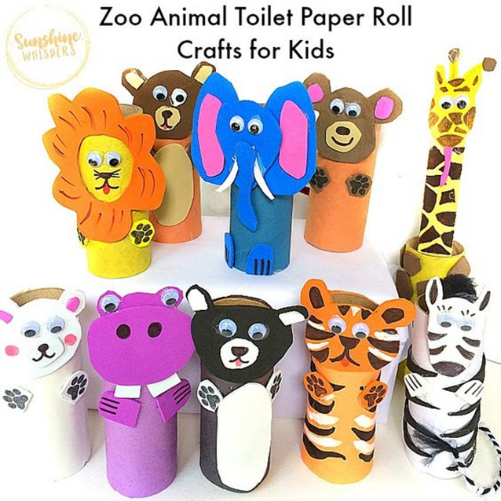 Sunshine
WHISPERS
Zoo Animal Toilet Paper Roll
Crafts for Kids